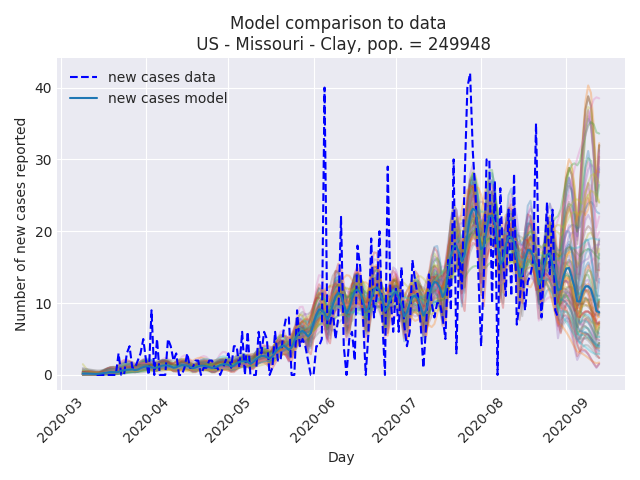 Model comparison to data
US - Missouri - Clay, pop. = 249948
new cases data
new cases model
Number of new cases reported
40
30
20
10
0
2020-03
2020-04
2020-05
2020-06
2020-07
2020-08
2020-09
Day